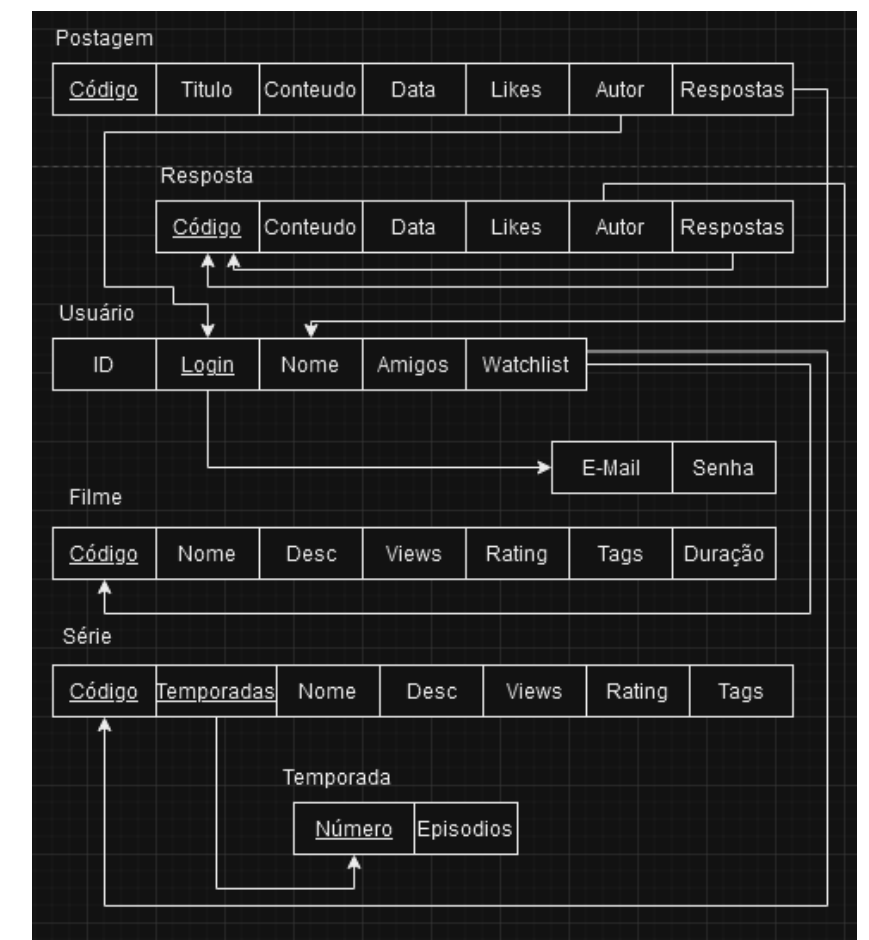 Postagem
Código Titulo Conteudo Data Likes Autor Respostas
Resposta
Código Conteudo Data Likes Autor Respostas
Usuário
ID Login Nome Amigos Watchlist
E-Mail Senha
Filme
Código Nome Desc Views Rating Tags Duração
Série
Código Temporadas Nome Desc Views Rating Tags
Temporada
Número Episodios